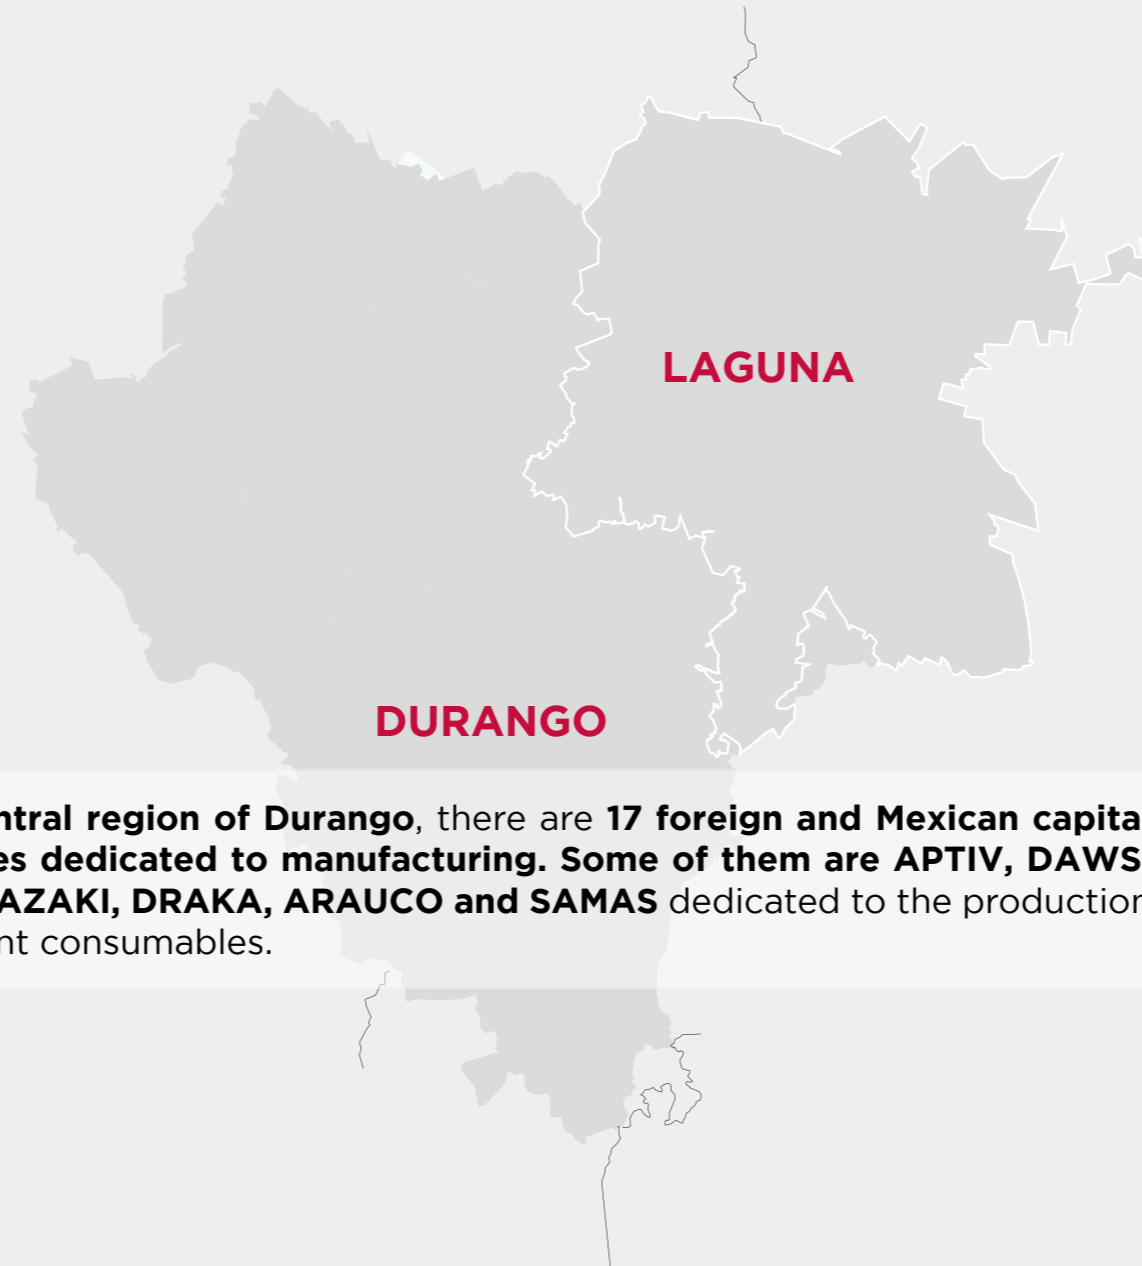 LAGUNA
DURANGO
ntral region of Durango, there are 17 foreign and Mexican capita
es dedicated to manufacturing. Some of them are APTIV, DAWS
AZAKI, DRAKA, ARAUCO and SAMAS dedicated to the production
nt consumables.